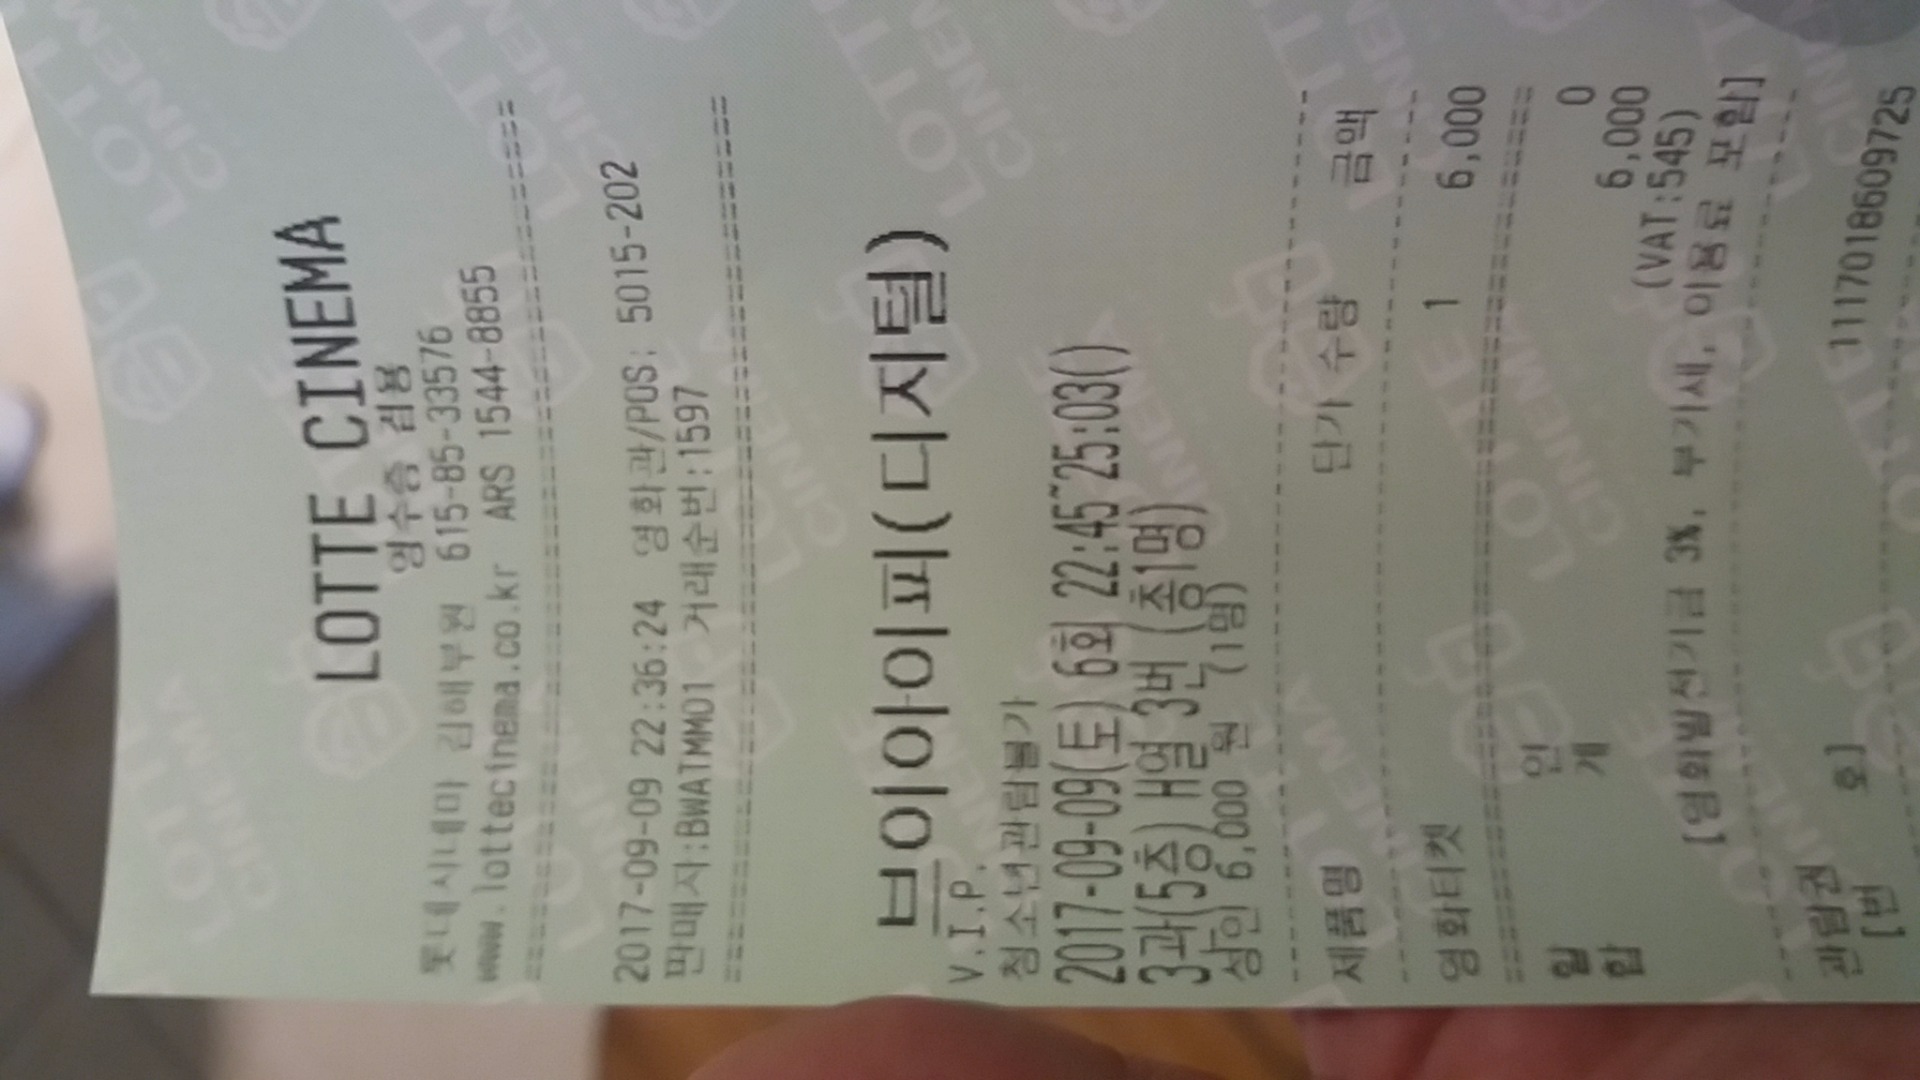 LOTTE CINEMA
영수증 겸용
롯데시네마 김해부원 615-85-33576
www.lottecinema.co.kr ARS 1544-8855
================================
2017-09-09 22:36:24 영화관/POS: 5015-202
판매자:BWATMM01 거래순번:1597
================================
브이아이피(디지털)
V.I.P.
청소년관람불가
2017-09-09(토) 6회 22:45~25:03()
3관(5층) H열 3번 (총1명)
상인 6,000 원 (1명)
--------------------------------
제품명 단가 수량 금액
--------------------------------
영화티켓 1 6,000
================================
할 인 0
합 계 6,000
(VAT:545)
[영화발전기금 3%, 부가세, 이용료 포함]
--------------------------------
관람권
[번 호] 1117018609725